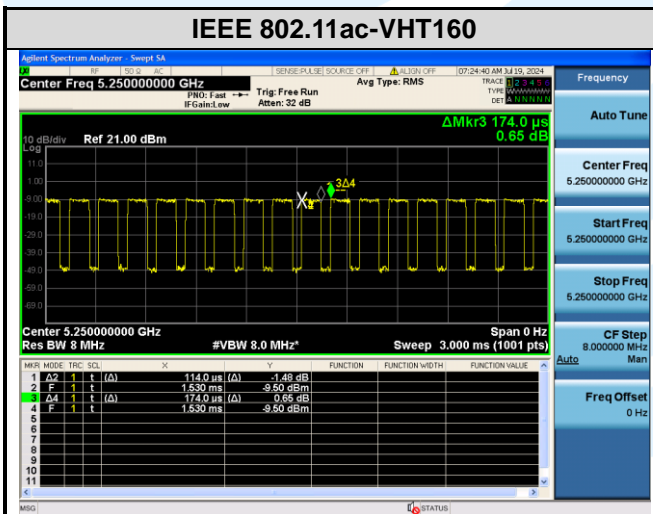 IEEE 802.11ac-VHT160
Agilent Spectrum Analyzer - Swept SA
RF 50 Ω AC SENSE:PULSE SOURCE OFF ALIGN OFF 07:24:40 AM Jul 19, 2024
Center Freq 5.250000000 GHz
PNO: Fast
IFGain:Low
Trig: Free Run
Atten: 32 dB
Avg Type: RMS
TRACE 1 2 3 4 5 6
TYPE
DET A N N N N N
ΔMkr3 174.0 µs
0.65 dB
10 dB/div Ref 21.00 dBm
Log
11.0
1.00
-9.00
-19.0
-29.0
-39.0
-49.0
-59.0
-69.0
3Δ4
Center 5.250000000 GHz Span 0 Hz
Res BW 8 MHz #VBW 8.0 MHz* Sweep 3.000 ms (1001 pts)
MKR MODE TRC SCL X Y FUNCTION FUNCTION WIDTH FUNCTION VALUE
1 Δ2 1 t (Δ) 114.0 µs (Δ) -1.46 dB
2 F 1 t 1.530 ms -9.50 dBm
3 Δ4 1 t (Δ) 174.0 µs (Δ) 0.65 dB
4 F 1 t 1.530 ms -9.50 dBm
5
6
7
8
9
10
11
MSG STATUS
Frequency
Auto Tune
Center Freq
5.250000000 GHz
Start Freq
5.250000000 GHz
Stop Freq
5.250000000 GHz
CF Step
8.000000 MHz
Auto Man
Freq Offset
0 Hz